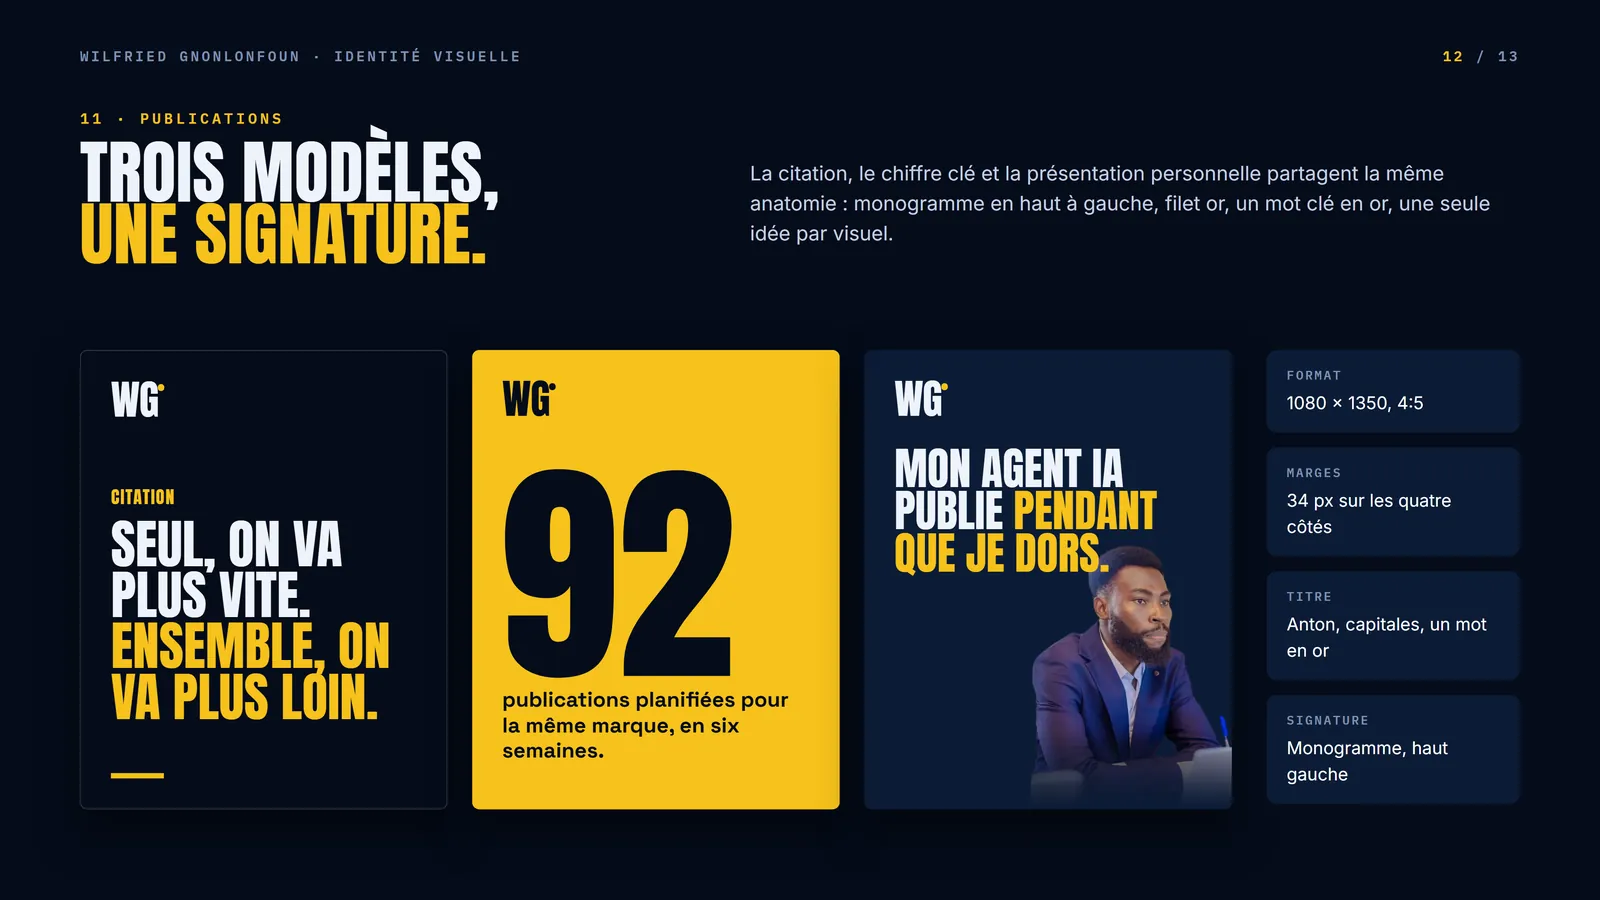 WILFRIED GNONLONFOUN · IDENTITÉ VISUELLE
12 / 13
11 · PUBLICATIONS
TROIS MODÈLES,
UNE SIGNATURE.
La citation, le chiffre clé et la présentation personnelle partagent la même
anatomie : monogramme en haut à gauche, filet or, un mot clé en or, une seule
idée par visuel.
WG
CITATION
SEUL, ON VA
PLUS VITE.
ENSEMBLE, ON
VA PLUS LOIN.
WG
92
publications planifiées pour
la même marque, en six
semaines.
WG
MON AGENT IA
PUBLIE PENDANT
QUE JE DORS.
FORMAT
1080 × 1350, 4:5
MARGES
34 px sur les quatre
côtés
TITRE
Anton, capitales, un mot
en or
SIGNATURE
Monogramme, haut
gauche